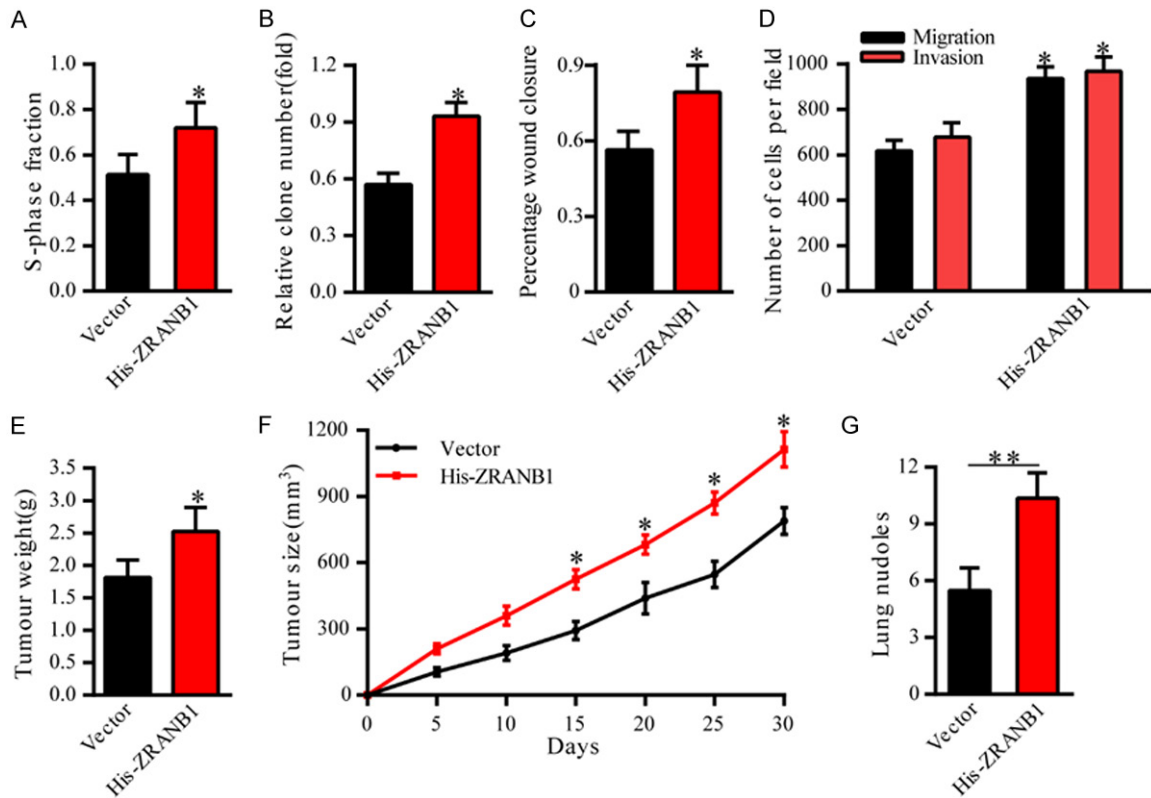 A
S-phase fraction
1.0
0.8
0.6
0.4
0.2
0.0
*
Vector
His-ZRANB1
B
Relative clone number(fold)
1.2
0.9
0.6
0.3
0.0
*
Vector
His-ZRANB1
C
Percentage wound closure
0.9
0.6
0.3
0
*
Vector
His-ZRANB1
D
Migration
Invasion
Number of cells per field
1000
800
600
400
200
0
*
*
Vector
His-ZRANB1
E
Tumour weight(g)
3.5
3.0
2.5
2.0
1.5
1.0
0.5
0.0
*
Vector
His-ZRANB1
F
Vector
His-ZRANB1
Tumour size(mm³)
1200
900
600
300
0
*
*
*
*
0 5 10 15 20 25 30
Days
G
Lung nudoles
12
9
6
3
0
**
Vector
His-ZRANB1